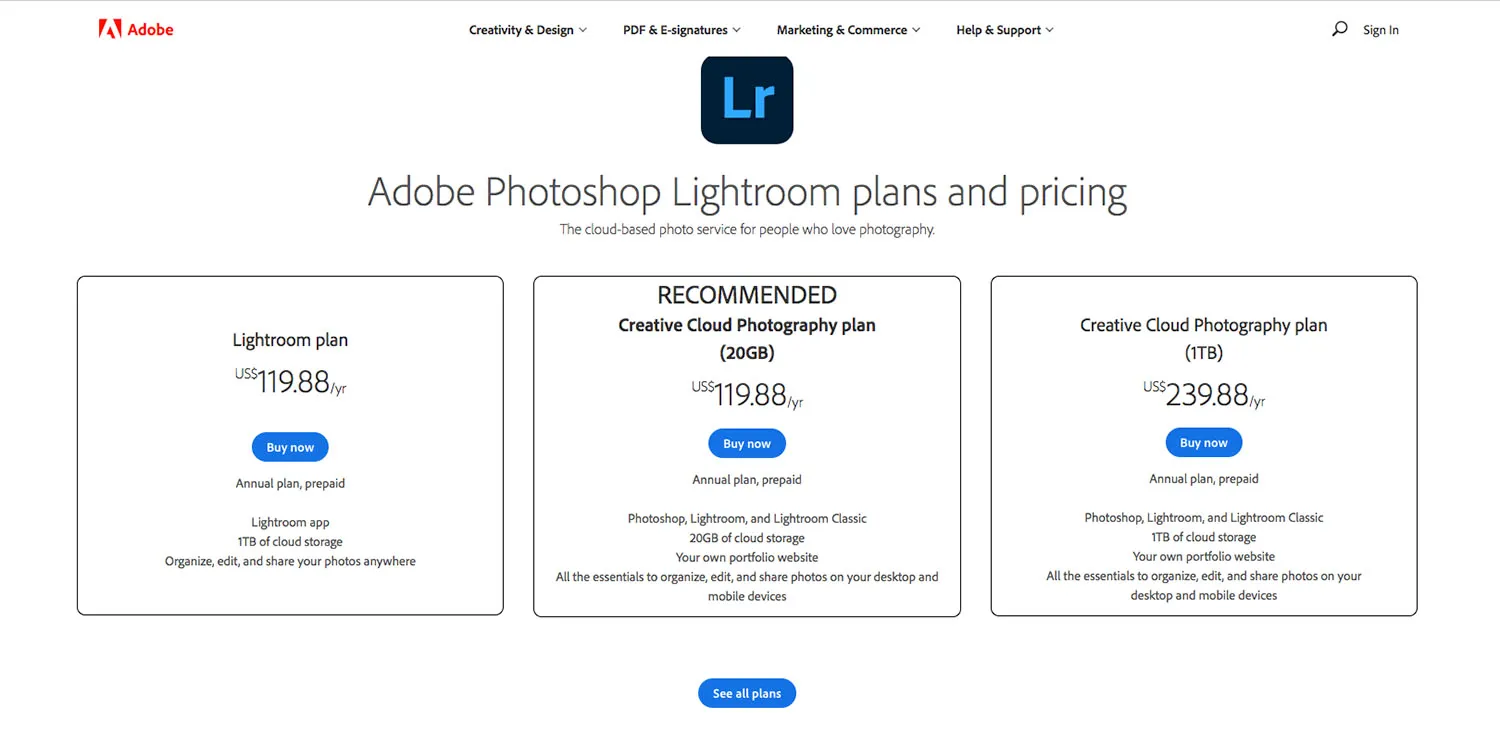 Adobe
Creativity & Design
PDF & E-signatures
Marketing & Commerce
Help & Support
Sign In
Lr
Adobe Photoshop Lightroom plans and pricing
The cloud-based photo service for people who love photography.
Lightroom plan
US$119.88/yr
Buy now
Annual plan, prepaid
Lightroom app
1TB of cloud storage
Organize, edit, and share your photos anywhere
RECOMMENDED
Creative Cloud Photography plan
(20GB)
US$119.88/yr
Buy now
Annual plan, prepaid
Photoshop, Lightroom, and Lightroom Classic
20GB of cloud storage
Your own portfolio website
All the essentials to organize, edit, and share photos on your desktop and
mobile devices
Creative Cloud Photography plan
(1TB)
US$239.88/yr
Buy now
Annual plan, prepaid
Photoshop, Lightroom, and Lightroom Classic
1TB of cloud storage
Your own portfolio website
All the essentials to organize, edit, and share photos on your
desktop and mobile devices
See all plans